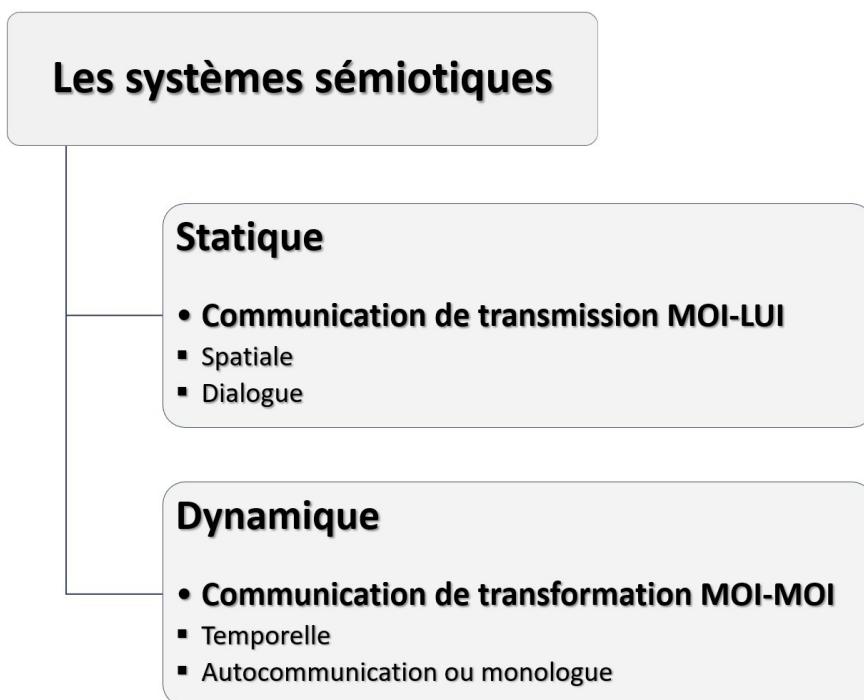 Les systèmes sémiotiques
Statique
• Communication de transmission MOI-LUI
▪ Spatiale
▪ Dialogue
Dynamique
• Communication de transformation MOI-MOI
▪ Temporelle
▪ Autocommunication ou monologue